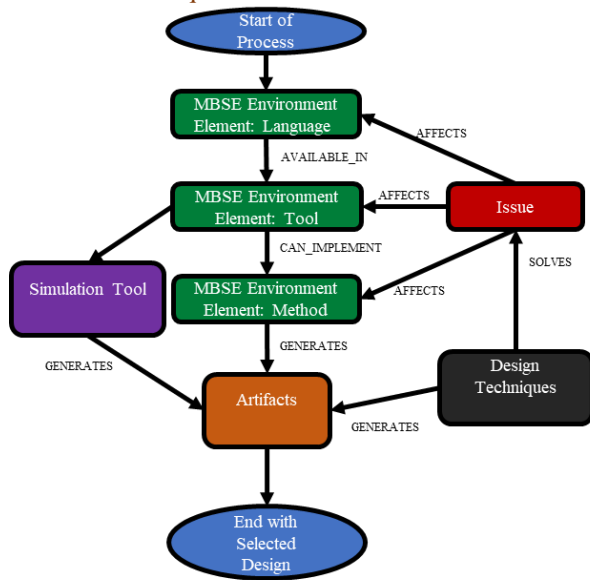 Start of
Process
MBSE Environment
Element: Language
AFFECTS
AVAILABLE_IN
MBSE Environment
Element: Tool
AFFECTS
Issue
CAN_IMPLEMENT
SOLVES
Simulation Tool
MBSE Environment
Element: Method
AFFECTS
GENERATES
GENERATES
Design
Techniques
Artifacts
GENERATES
End with
Selected
Design